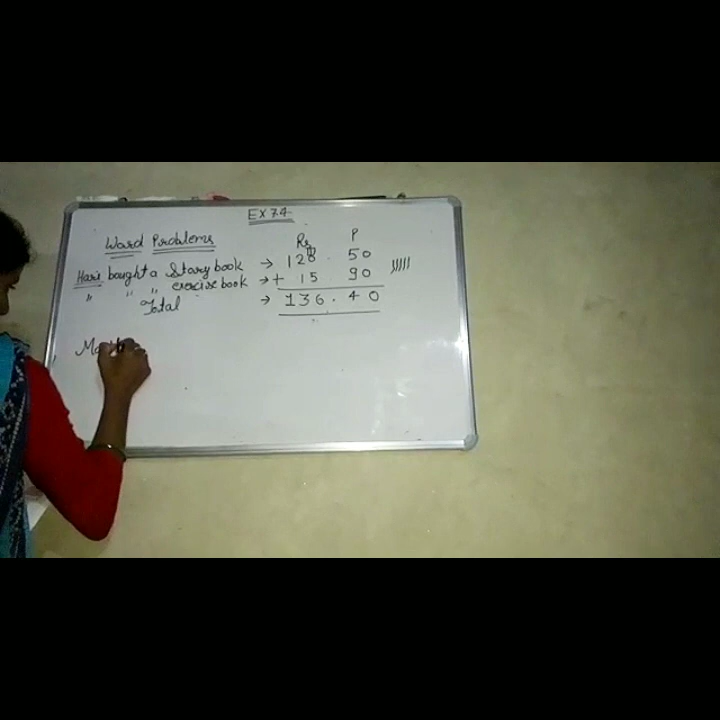 EX 7.4
Word Problems
Rs P
Hari bought a Story book → 128 . 50
" " " exercise book → + 15 90
Total → 136 . 40